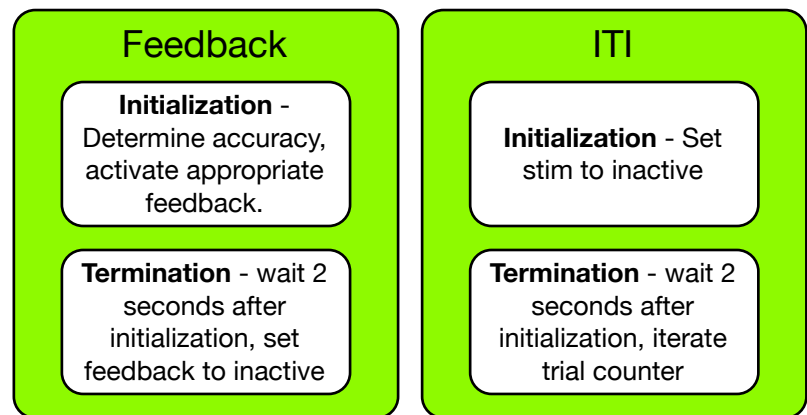 Feedback
Initialization -
Determine accuracy,
activate appropriate
feedback.
Termination - wait 2
seconds after
initialization, set
feedback to inactive
ITI
Initialization - Set
stim to inactive
Termination - wait 2
seconds after
initialization, iterate
trial counter